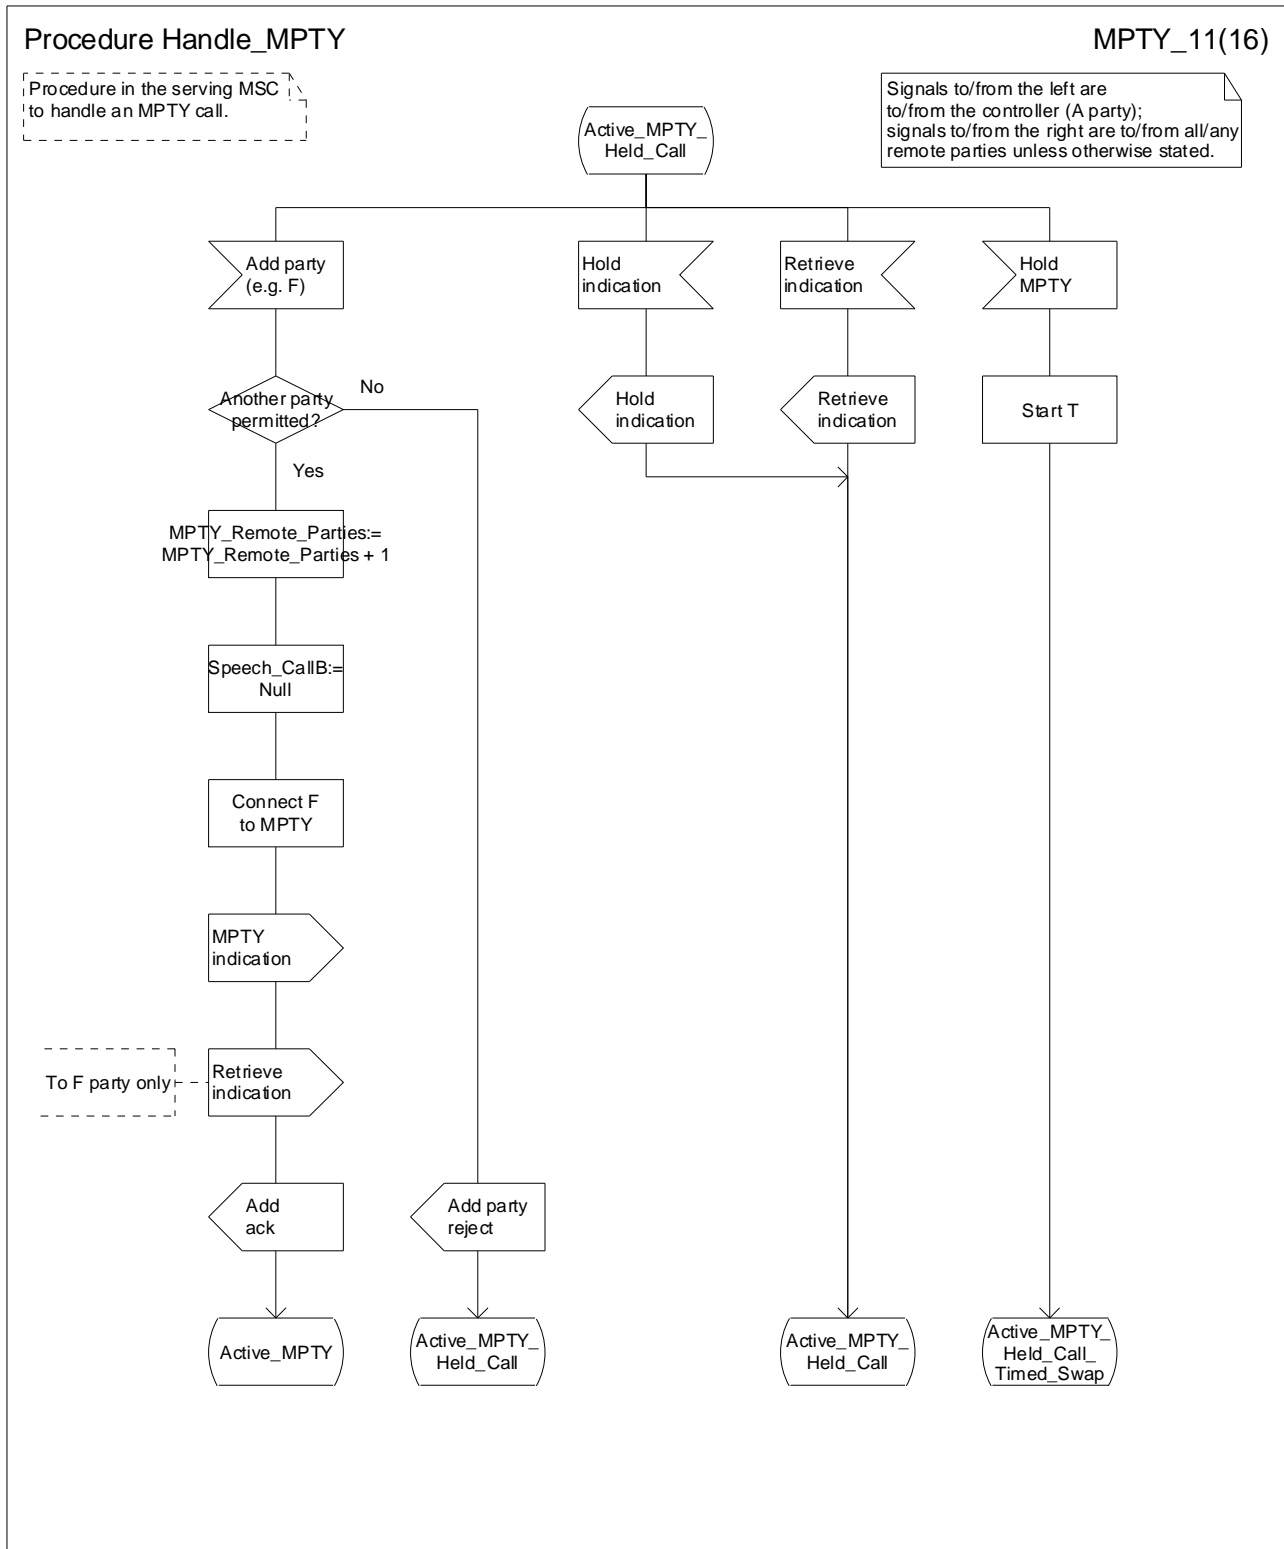 Procedure Handle_MPTY
MPTY_11(16)
Procedure in the serving MSC
to handle an MPTY call.
Signals to/from the left are
to/from the controller (A party);
signals to/from the right are to/from all/any
remote parties unless otherwise stated.
Active_MPTY_
Held_Call
Add party
(e.g. F)
Hold
indication
Retrieve
indication
Hold
MPTY
Another party
permitted?
No
Yes
Hold
indication
Retrieve
indication
Start T
MPTY_Remote_Parties:=
MPTY_Remote_Parties + 1
Speech_CallB:=
Null
Connect F
to MPTY
MPTY
indication
To F party only
Retrieve
indication
Add
ack
Add party
reject
Active_MPTY
Active_MPTY_
Held_Call
Active_MPTY_
Held_Call
Active_MPTY_
Held_Call_
Timed_Swap